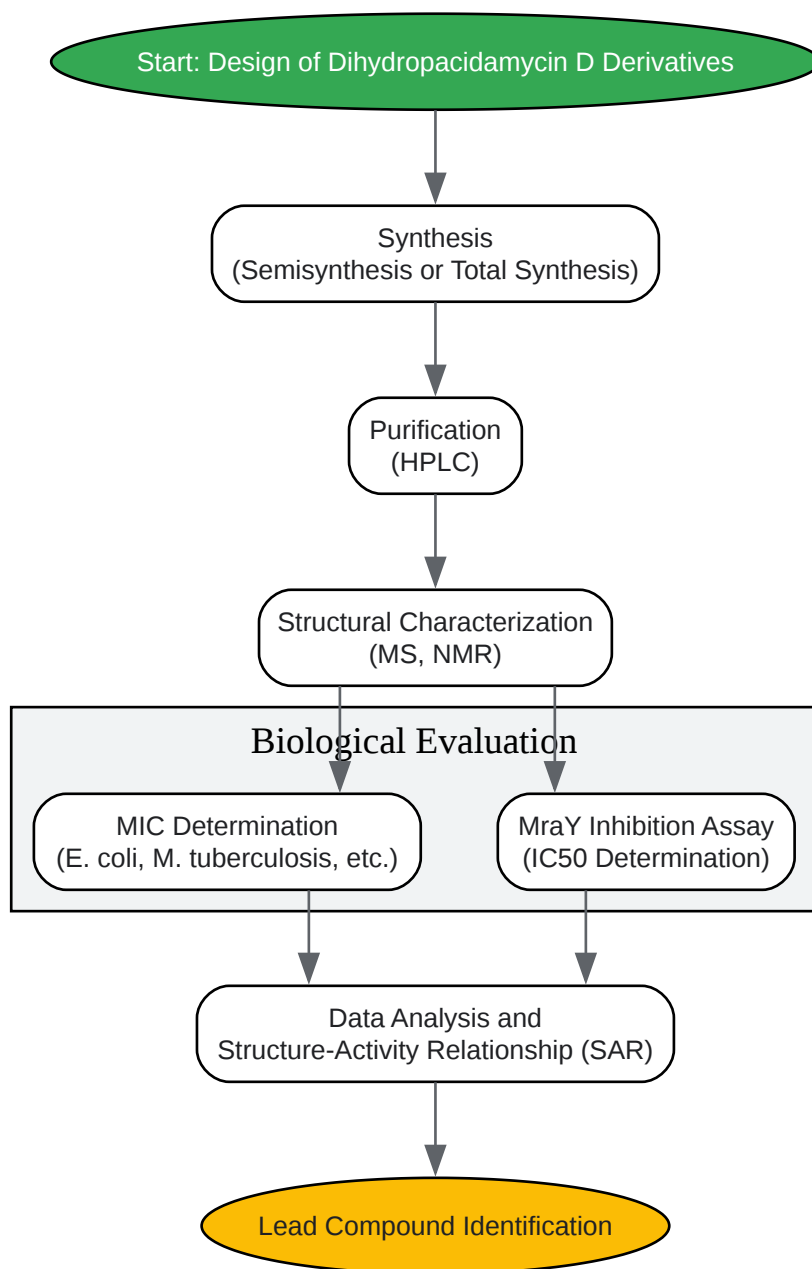 Start: Design of Dihydropacidamycin D Derivatives
Synthesis
(Semisynthesis or Total Synthesis)
Purification
(HPLC)
Structural Characterization
(MS, NMR)
Biological Evaluation
MIC Determination
(E. coli, M. tuberculosis, etc.)
MraY Inhibition Assay
(IC50 Determination)
Data Analysis and
Structure-Activity Relationship (SAR)
Lead Compound Identification